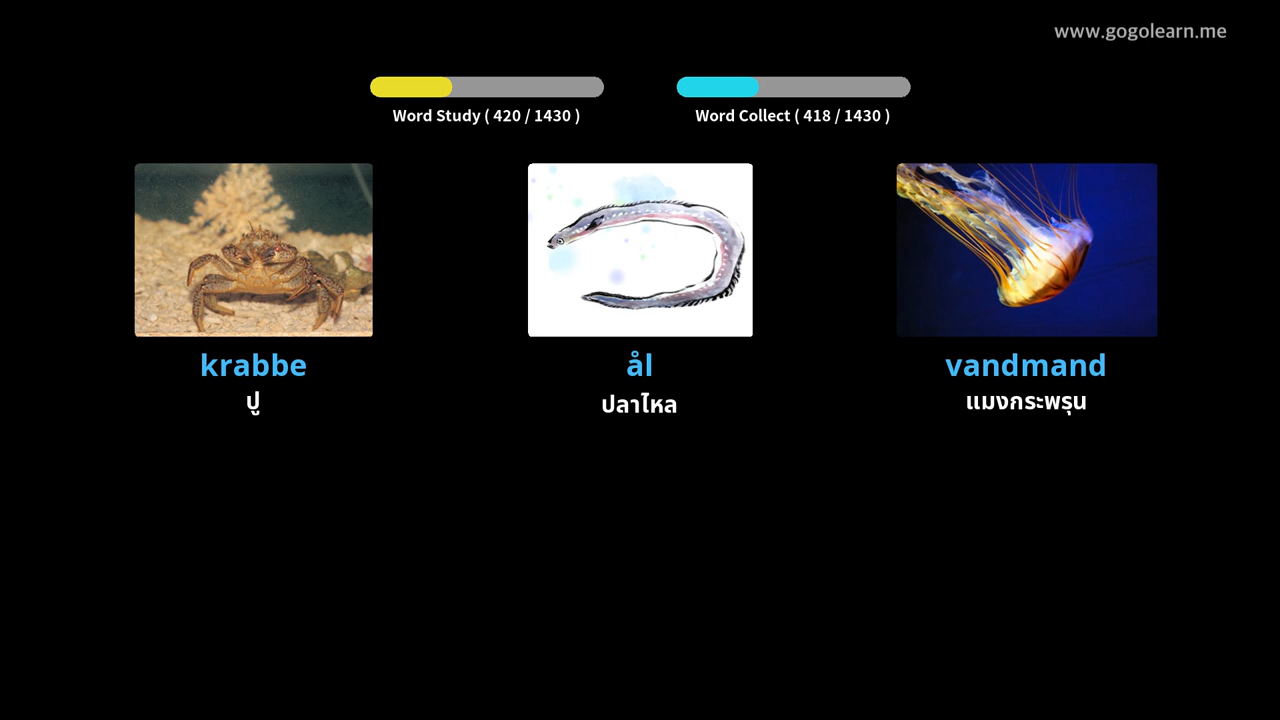 www.gogolearn.me
Word Study ( 420 / 1430 )
Word Collect ( 418 / 1430 )
krabbe
ปู
ål
ปลาไหล
vandmand
แมงกระพรุน